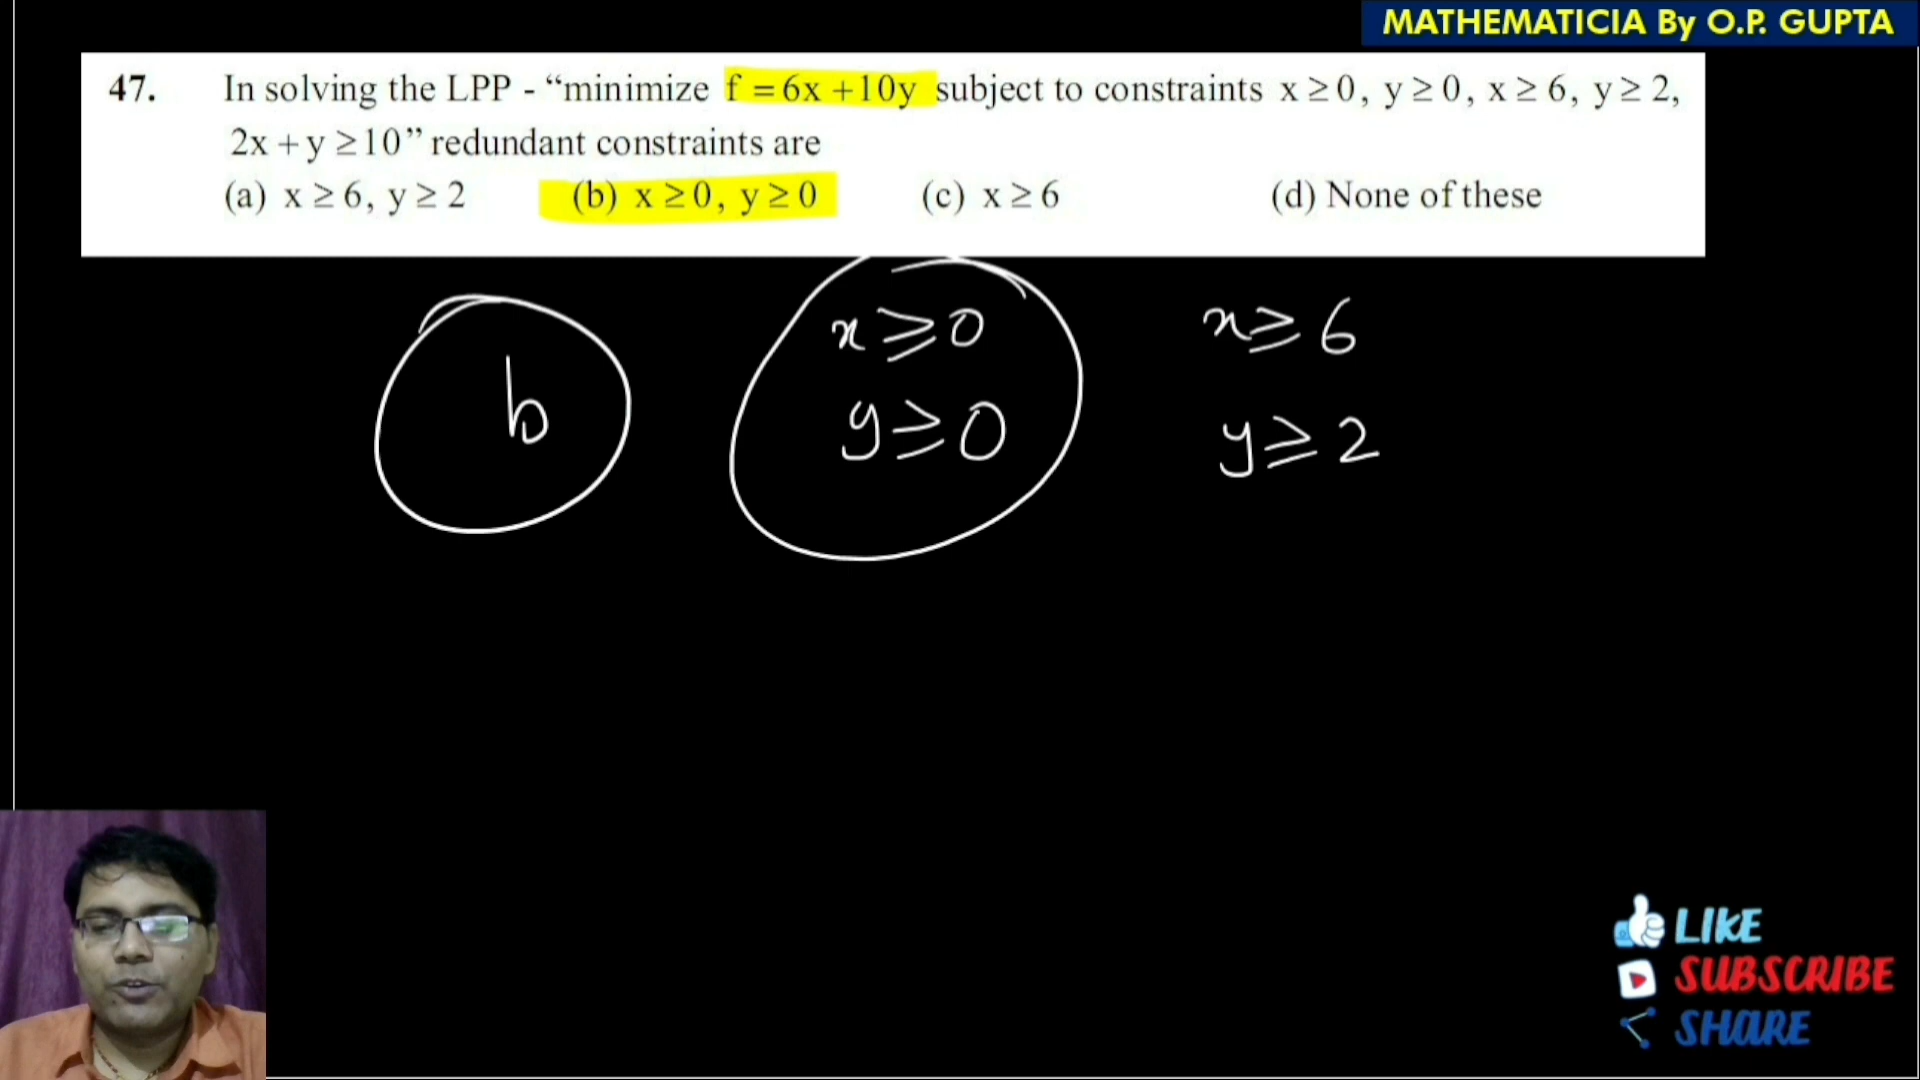 MATHEMATICIA By O.P. GUPTA
47. In solving the LPP - “minimize f = 6x +10y subject to constraints x ≥ 0, y ≥ 0, x ≥ 6, y ≥ 2,
2x + y ≥ 10” redundant constraints are
(a) x ≥ 6, y ≥ 2 (b) x ≥ 0, y ≥ 0 (c) x ≥ 6 (d) None of these
b x ⩾ 0 x ⩾ 6
y ⩾ 0 y ⩾ 2
LIKE
SUBSCRIBE
SHARE